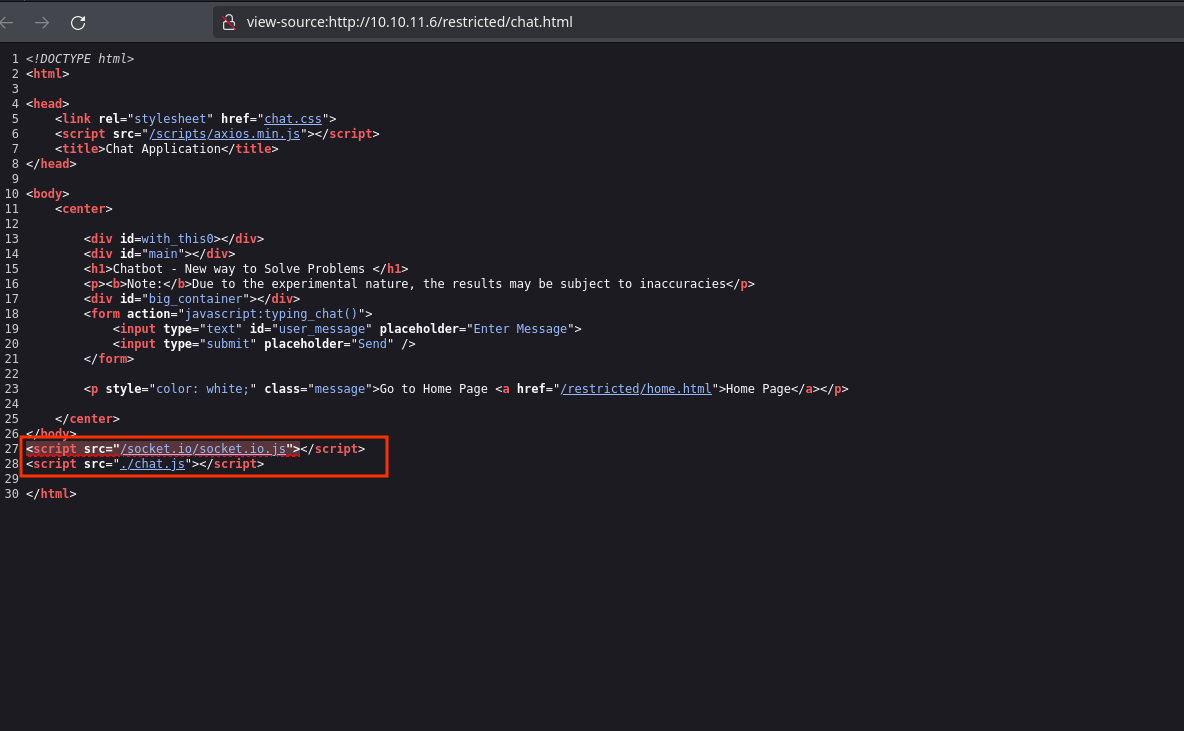 view-source:http://10.10.11.6/restricted/chat.html
1 <!DOCTYPE html>
2 <html>
3
4 <head>
5     <link rel="stylesheet" href="chat.css">
6     <script src="/scripts/axios.min.js"></script>
7     <title>Chat Application</title>
8 </head>
9
10 <body>
11     <center>
12
13         <div id=with_this0></div>
14         <div id="main"></div>
15         <h1>Chatbot - New way to Solve Problems </h1>
16         <p><b>Note:</b>Due to the experimental nature, the results may be subject to inaccuracies</p>
17         <div id="big_container"></div>
18         <form action="javascript:typing_chat()">
19             <input type="text" id="user_message" placeholder="Enter Message">
20             <input type="submit" placeholder="Send" />
21         </form>
22
23         <p style="color: white;" class="message">Go to Home Page <a href="/restricted/home.html">Home Page</a></p>
24
25     </center>
26 </body>
27 <script src="/socket.io/socket.io.js"></script>
28 <script src="./chat.js"></script>
29
30 </html>